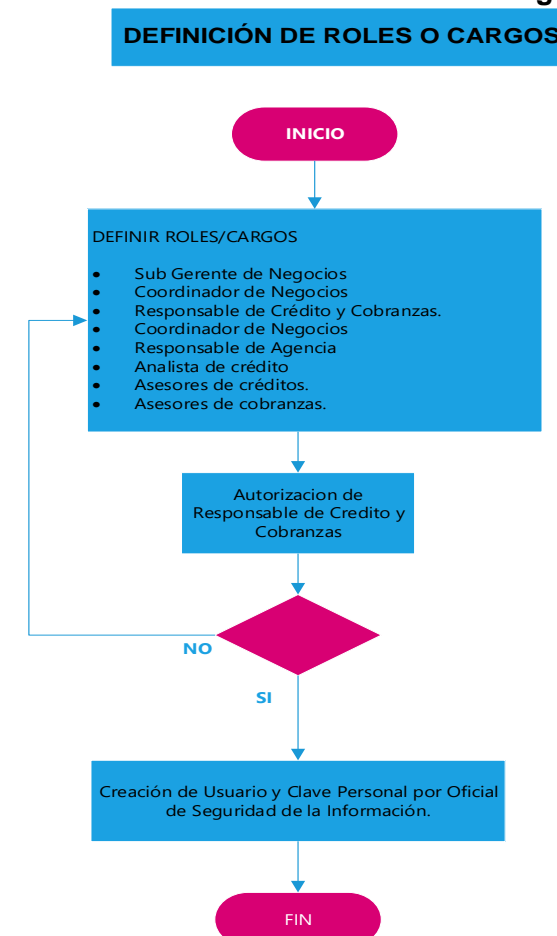 DEFINICIÓN DE ROLES O CARGOS
INICIO
DEFINIR ROLES/CARGOS
● Sub Gerente de Negocios
● Coordinador de Negocios
● Responsable de Crédito y Cobranzas.
● Coordinador de Negocios
● Responsable de Agencia
● Analista de crédito
● Asesores de créditos.
● Asesores de cobranzas.
Autorizacion de
Responsable de Credito y
Cobranzas
NO
SI
Creación de Usuario y Clave Personal por Oficial
de Seguridad de la Información.
FIN